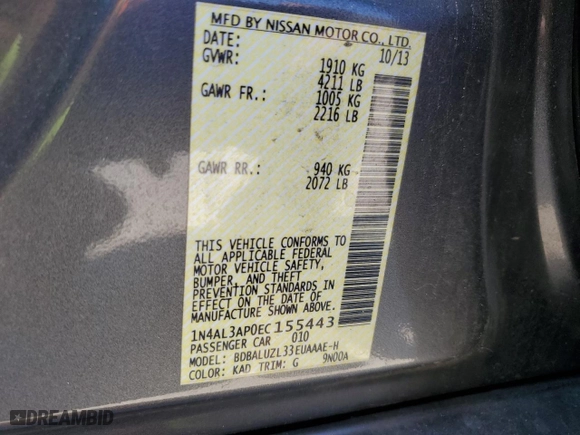 MFD BY NISSAN MOTOR CO., LTD.
DATE: 10/13
GVWR: 1910 KG
4211 LB
GAWR FR.: 1005 KG
2216 LB
GAWR RR.: 940 KG
2072 LB
THIS VEHICLE CONFORMS TO
ALL APPLICABLE FEDERAL
MOTOR VEHICLE SAFETY,
BUMPER, AND THEFT
PREVENTION STANDARDS IN
EFFECT ON THE DATE OF
MANUFACTURE SHOWN ABOVE.
1N4AL3AP0EC155443
PASSENGER CAR 010
MODEL: BDBALUZL33EUAAAE-H
COLOR: KAD TRIM: G 9N00A
DREAMBID